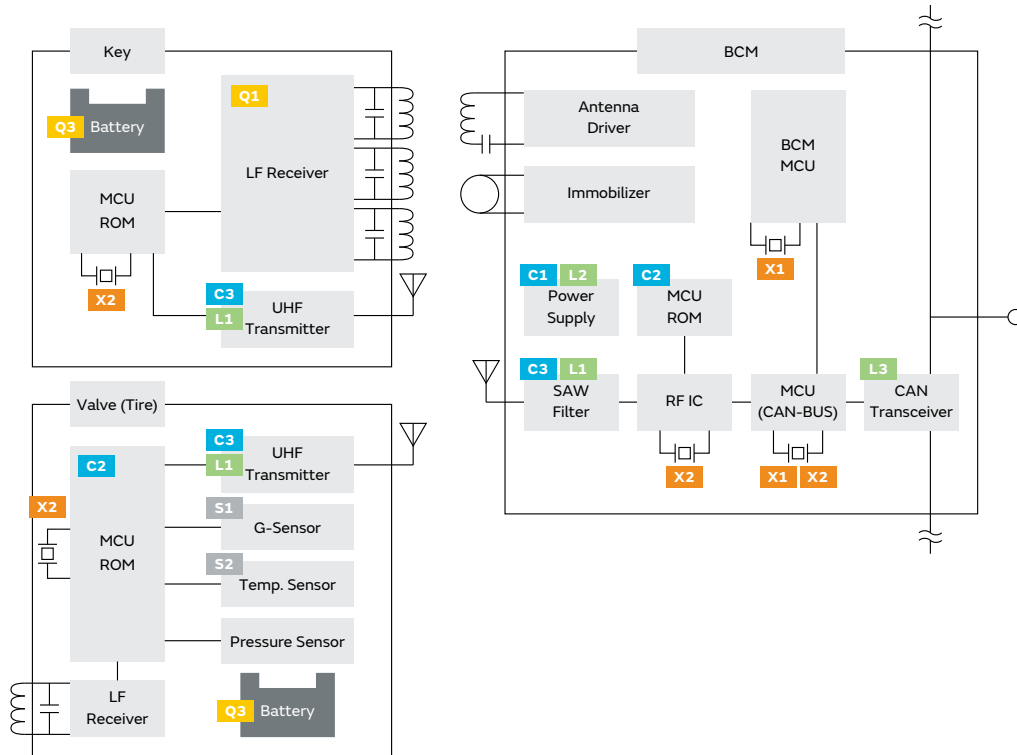 Key
Q3
Battery
Q1
LF Receiver
MCU
ROM
X2
C3
L1
UHF
Transmitter
Valve (Tire)
C2
X2
MCU
ROM
C3
L1
UHF
Transmitter
S1
G-Sensor
S2
Temp. Sensor
Pressure Sensor
LF
Receiver
Q3
Battery
BCM
Antenna
Driver
BCM
MCU
Immobilizer
X1
C1 L2
Power
Supply
C2
MCU
ROM
C3 L1
SAW
Filter
RF IC
X2
MCU
(CAN-BUS)
X1 X2
L3
CAN
Transceiver